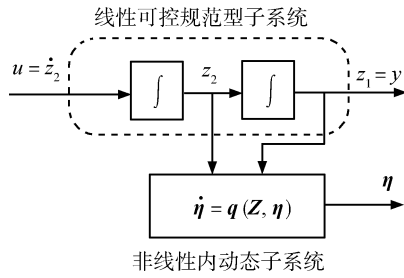 线性可控规范型子系统
u = ż₂ ∫ z₂ ∫ z₁ = y
η̇ = q (Z, η) η
非线性内动态子系统